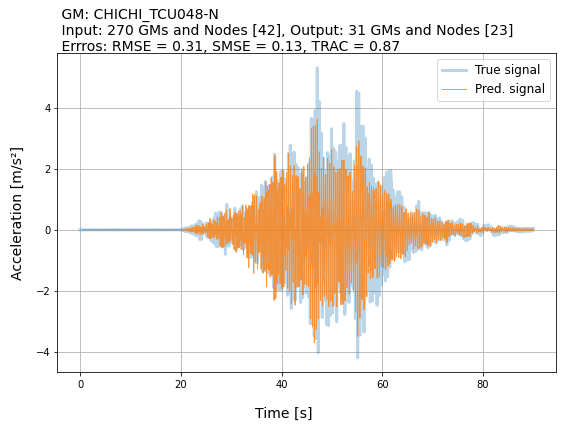 GM: CHICHI_TCU048-N
Input: 270 GMs and Nodes [42], Output: 31 GMs and Nodes [23]
Errros: RMSE = 0.31, SMSE = 0.13, TRAC = 0.87
True signal
Pred. signal
Acceleration [m/s²]
4
2
0
−2
−4
0 20 40 60 80
Time [s]